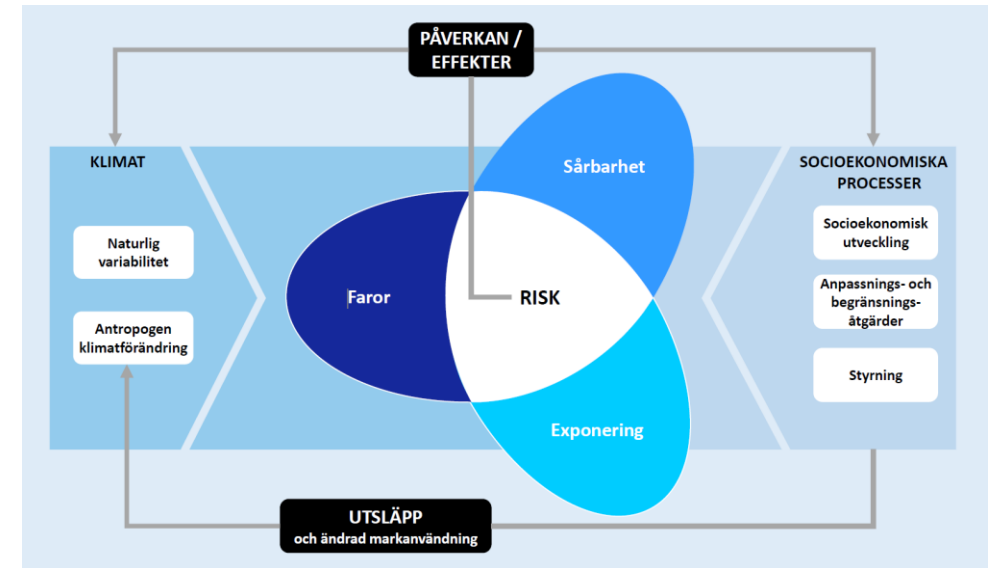 PÅVERKAN /
EFFEKTER
KLIMAT
Naturlig
variabilitet
Antropogen
klimatförändring
Faror
Sårbarhet
RISK
Exponering
SOCIOEKONOMISKA
PROCESSER
Socioekonomisk
utveckling
Anpassnings- och
begränsnings-
åtgärder
Styrning
UTSLÄPP
och ändrad markanvändning